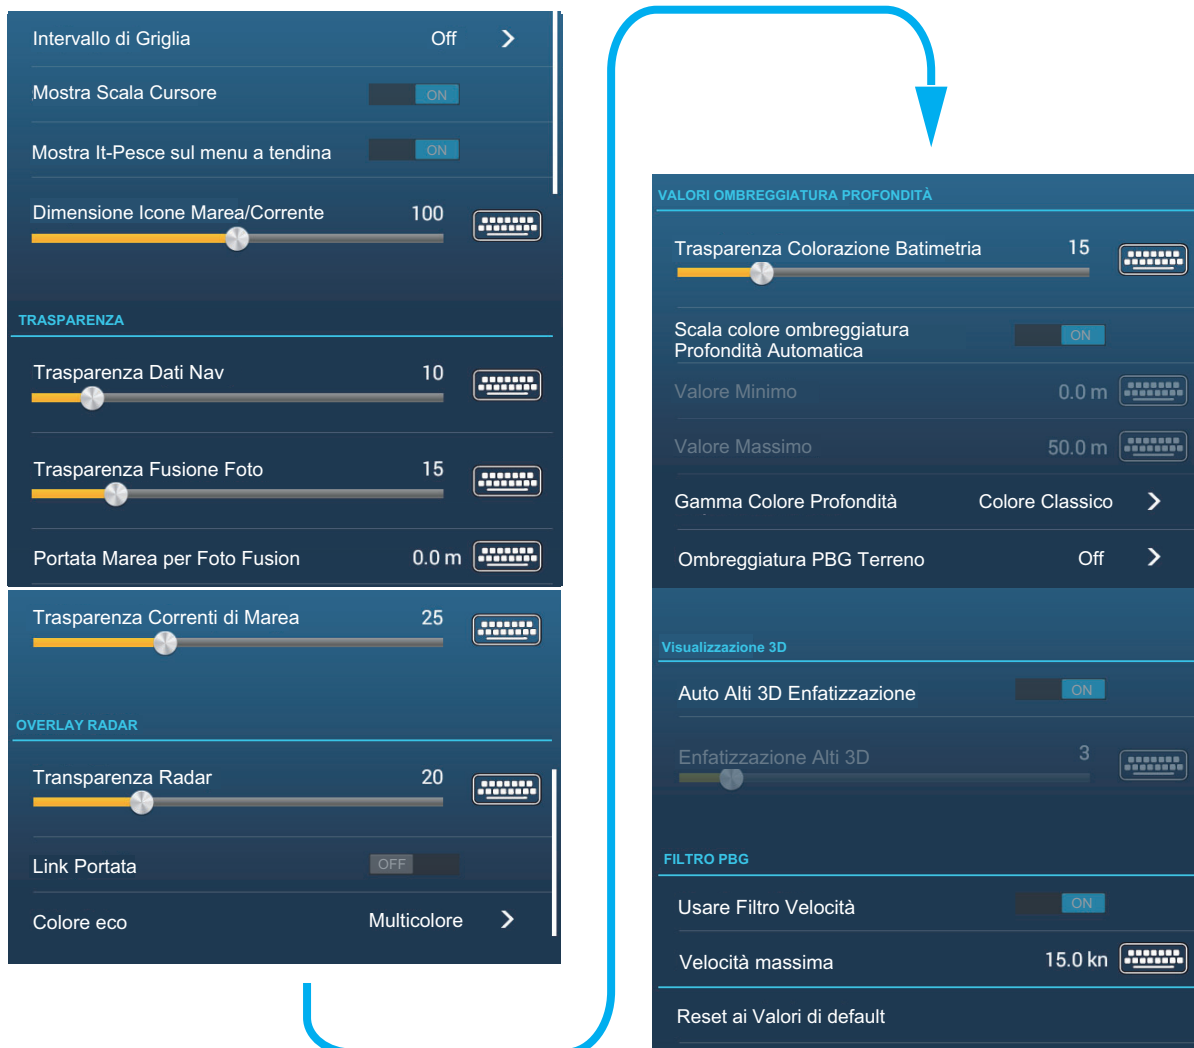 Intervallo di Griglia Off
Mostra Scala Cursore ON
Mostra It-Pesce sul menu a tendina ON
Dimensione Icone Marea/Corrente 100
TRASPARENZA
Trasparenza Dati Nav 10
Trasparenza Fusione Foto 15
Portata Marea per Foto Fusion 0.0 m
Trasparenza Correnti di Marea 25
OVERLAY RADAR
Transparenza Radar 20
Link Portata OFF
Colore eco Multicolore
VALORI OMBREGGIATURA PROFONDITÀ
Trasparenza Colorazione Batimetria 15
Scala colore ombreggiatura
Profondità Automatica ON
Valore Minimo 0.0 m
Valore Massimo 50.0 m
Gamma Colore Profondità Colore Classico
Ombreggiatura PBG Terreno Off
Visualizzazione 3D
Auto Alti 3D Enfatizzazione ON
Enfatizzazione Alti 3D 3
FILTRO PBG
Usare Filtro Velocità ON
Velocità massima 15.0 kn
Reset ai Valori di default